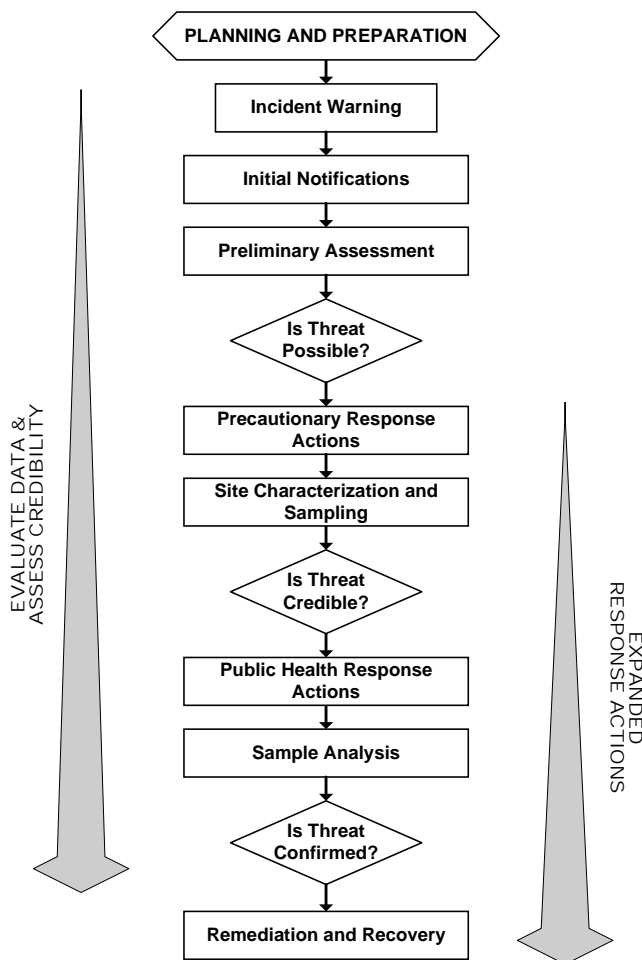 PLANNING AND PREPARATION
Incident Warning
Initial Notifications
Preliminary Assessment
Is Threat
Possible?
Precautionary Response
Actions
Site Characterization and
Sampling
Is Threat
Credible?
Public Health Response
Actions
Sample Analysis
Is Threat
Confirmed?
Remediation and Recovery
EVALUATE DATA &
ASSESS CREDIBILITY
EXPANDED
RESPONSE ACTIONS